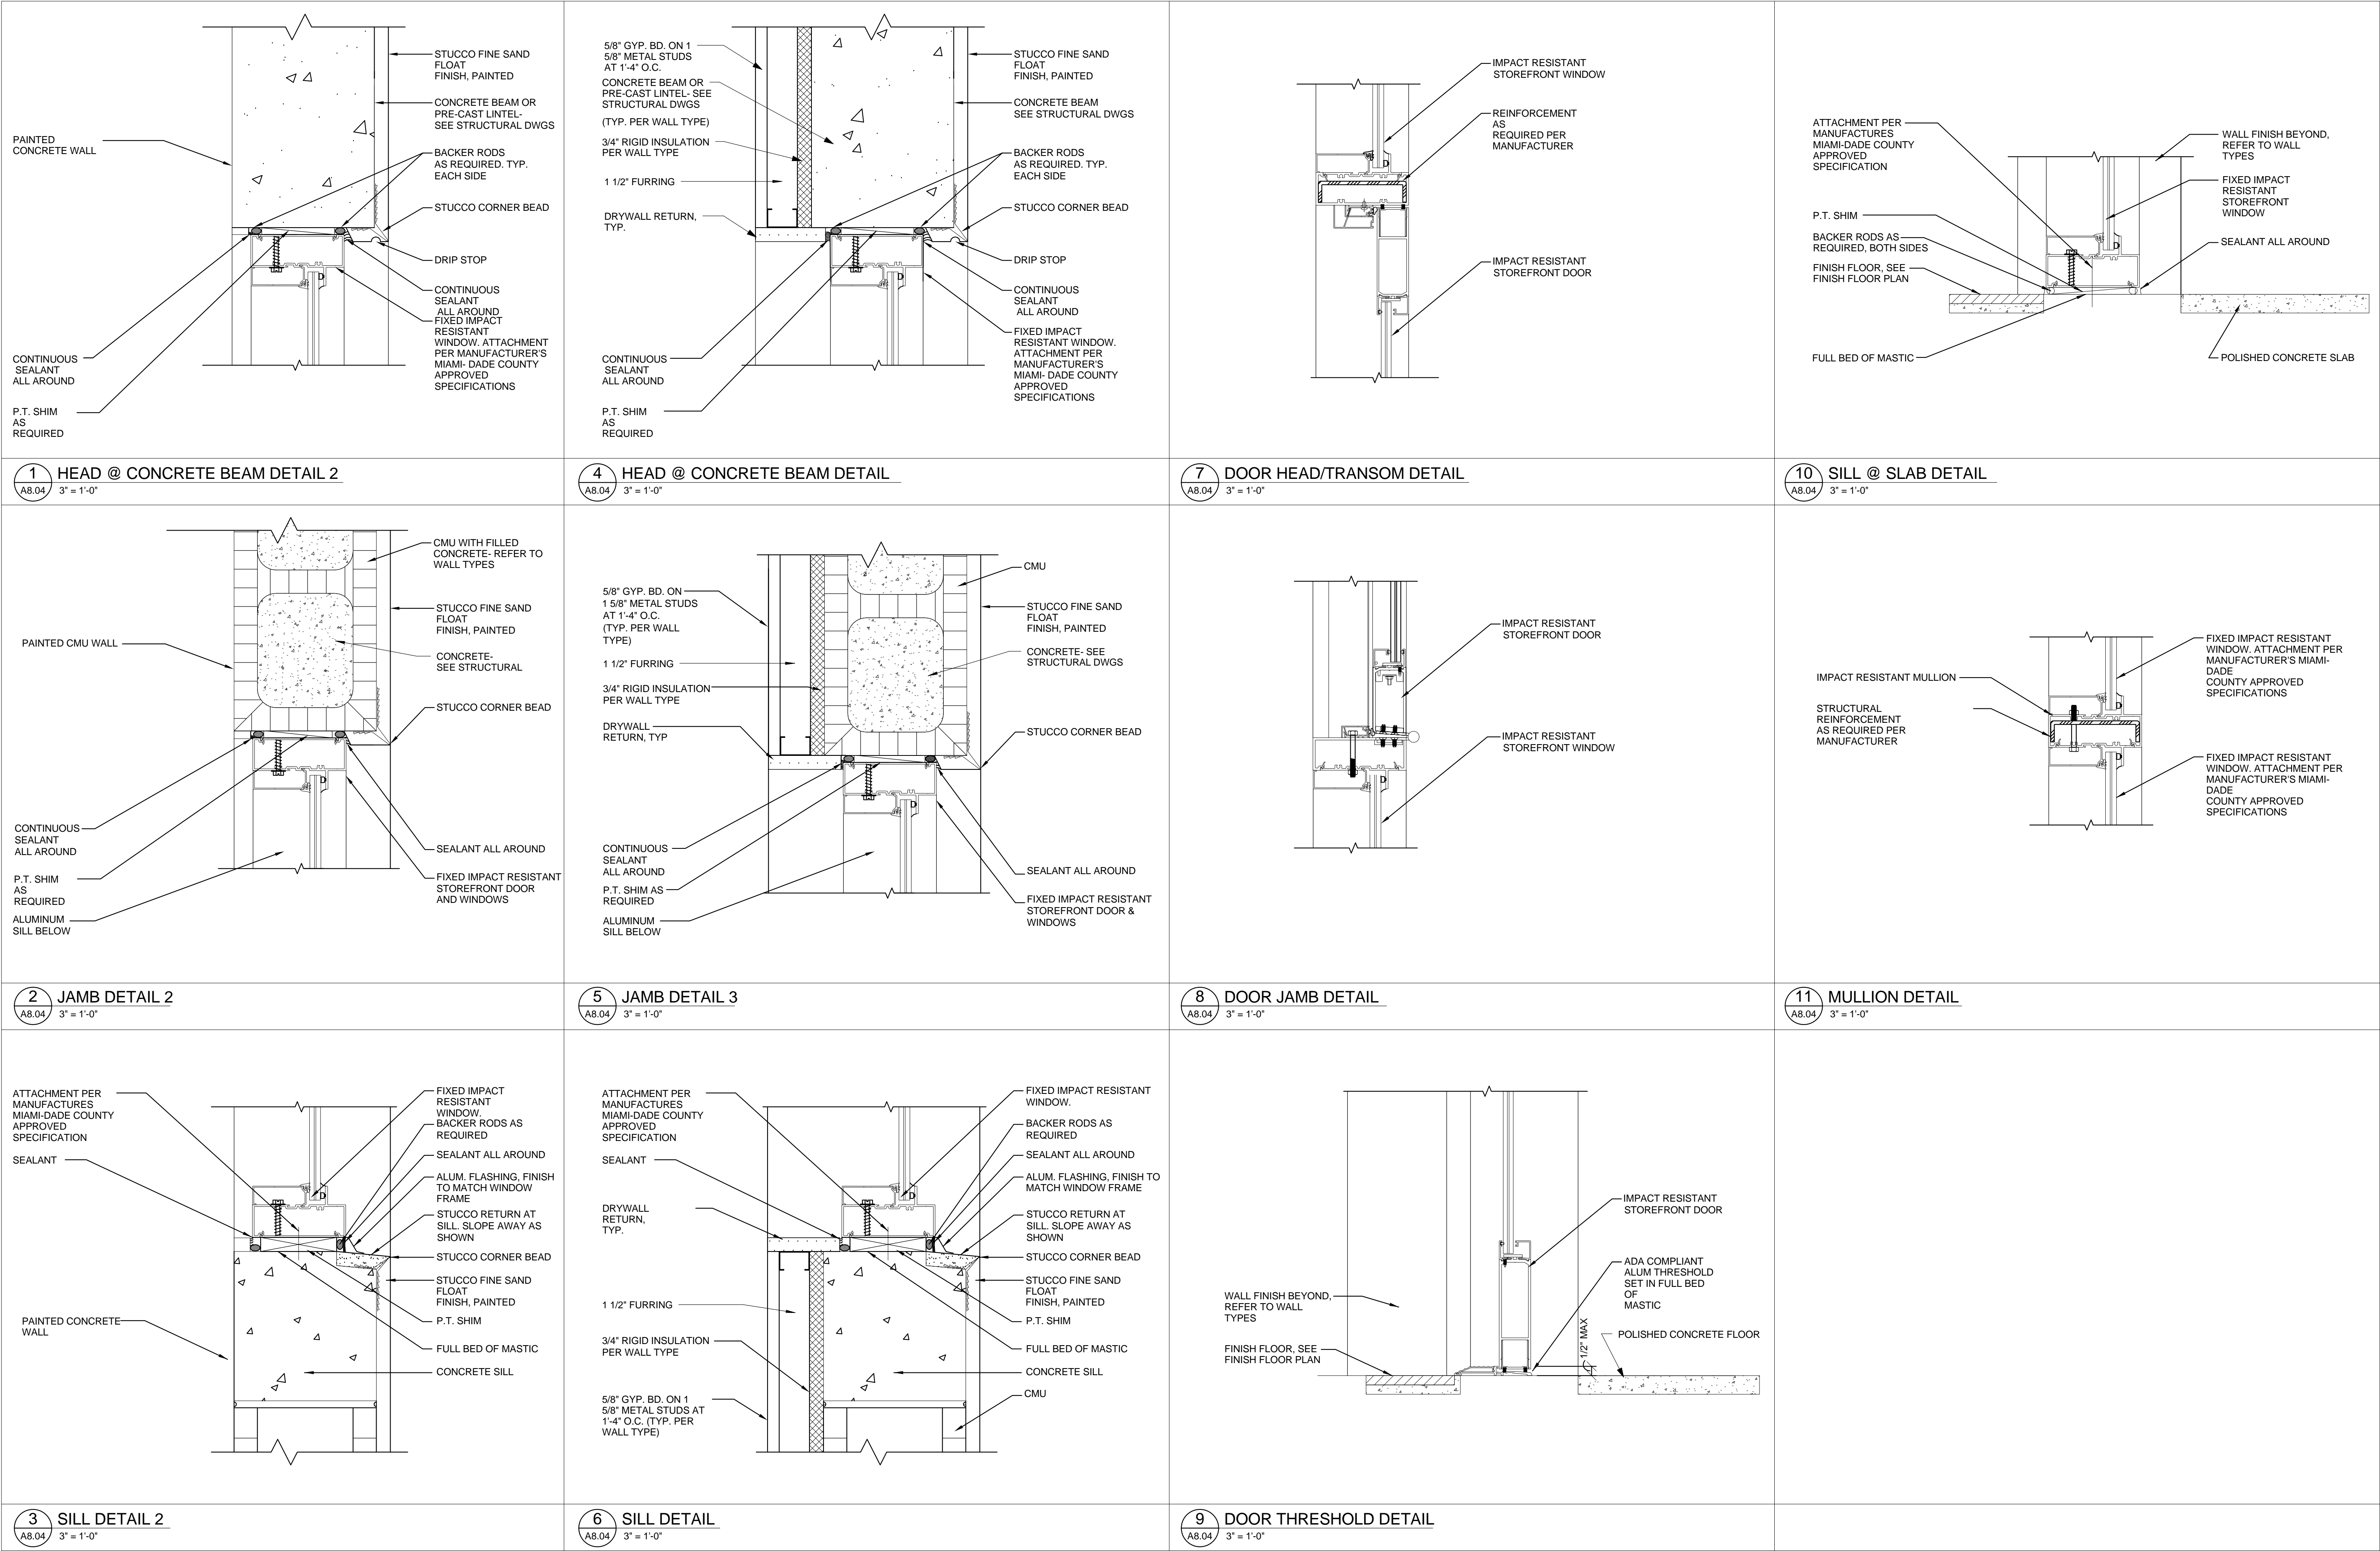 PAINTED
CONCRETE WALL
CONTINUOUS
SEALANT
ALL AROUND
P.T. SHIM
AS
REQUIRED
STUCCO FINE SAND
FLOAT
FINISH, PAINTED
CONCRETE BEAM OR
PRE-CAST LINTEL-
SEE STRUCTURAL DWGS
BACKER RODS
AS REQUIRED. TYP.
EACH SIDE
STUCCO CORNER BEAD
DRIP STOP
CONTINUOUS
SEALANT
ALL AROUND
FIXED IMPACT
RESISTANT
WINDOW. ATTACHMENT
PER MANUFACTURER'S
MIAMI- DADE COUNTY
APPROVED
SPECIFICATIONS
1
A8.04
HEAD @ CONCRETE BEAM DETAIL 2
3" = 1'-0"
5/8" GYP. BD. ON 1
5/8" METAL STUDS
AT 1'-4" O.C.
CONCRETE BEAM OR
PRE-CAST LINTEL- SEE
STRUCTURAL DWGS
(TYP. PER WALL TYPE)
3/4" RIGID INSULATION
PER WALL TYPE
1 1/2" FURRING
DRYWALL RETURN,
TYP.
CONTINUOUS
SEALANT
ALL AROUND
P.T. SHIM
AS
REQUIRED
STUCCO FINE SAND
FLOAT
FINISH, PAINTED
CONCRETE BEAM
SEE STRUCTURAL DWGS
BACKER RODS
AS REQUIRED. TYP.
EACH SIDE
STUCCO CORNER BEAD
DRIP STOP
CONTINUOUS
SEALANT
ALL AROUND
FIXED IMPACT
RESISTANT WINDOW.
ATTACHMENT PER
MANUFACTURER'S
MIAMI- DADE COUNTY
APPROVED
SPECIFICATIONS
4
A8.04
HEAD @ CONCRETE BEAM DETAIL
3" = 1'-0"
IMPACT RESISTANT
STOREFRONT WINDOW
REINFORCEMENT
AS
REQUIRED PER
MANUFACTURER
IMPACT RESISTANT
STOREFRONT DOOR
7
A8.04
DOOR HEAD/TRANSOM DETAIL
3" = 1'-0"
ATTACHMENT PER
MANUFACTURES
MIAMI-DADE COUNTY
APPROVED
SPECIFICATION
P.T. SHIM
BACKER RODS AS
REQUIRED, BOTH SIDES
FINISH FLOOR, SEE
FINISH FLOOR PLAN
FULL BED OF MASTIC
WALL FINISH BEYOND,
REFER TO WALL
TYPES
FIXED IMPACT
RESISTANT
STOREFRONT
WINDOW
SEALANT ALL AROUND
POLISHED CONCRETE SLAB
10
A8.04
SILL @ SLAB DETAIL
3" = 1'-0"
PAINTED CMU WALL
CONTINUOUS
SEALANT
ALL AROUND
P.T. SHIM
AS
REQUIRED
ALUMINUM
SILL BELOW
CMU WITH FILLED
CONCRETE- REFER TO
WALL TYPES
STUCCO FINE SAND
FLOAT
FINISH, PAINTED
CONCRETE-
SEE STRUCTURAL
STUCCO CORNER BEAD
SEALANT ALL AROUND
FIXED IMPACT RESISTANT
STOREFRONT DOOR
AND WINDOWS
2
A8.04
JAMB DETAIL 2
3" = 1'-0"
5/8" GYP. BD. ON
1 5/8" METAL STUDS
AT 1'-4" O.C.
(TYP. PER WALL
TYPE)
1 1/2" FURRING
3/4" RIGID INSULATION
PER WALL TYPE
DRYWALL
RETURN, TYP
CONTINUOUS
SEALANT
ALL AROUND
P.T. SHIM AS
REQUIRED
ALUMINUM
SILL BELOW
CMU
STUCCO FINE SAND
FLOAT
FINISH, PAINTED
CONCRETE- SEE
STRUCTURAL DWGS
STUCCO CORNER BEAD
SEALANT ALL AROUND
FIXED IMPACT RESISTANT
STOREFRONT DOOR &
WINDOWS
5
A8.04
JAMB DETAIL 3
3" = 1'-0"
IMPACT RESISTANT
STOREFRONT DOOR
IMPACT RESISTANT
STOREFRONT WINDOW
8
A8.04
DOOR JAMB DETAIL
3" = 1'-0"
IMPACT RESISTANT MULLION
STRUCTURAL
REINFORCEMENT
AS REQUIRED PER
MANUFACTURER
FIXED IMPACT RESISTANT
WINDOW. ATTACHMENT PER
MANUFACTURER'S MIAMI-
DADE
COUNTY APPROVED
SPECIFICATIONS
FIXED IMPACT RESISTANT
WINDOW. ATTACHMENT PER
MANUFACTURER'S MIAMI-
DADE
COUNTY APPROVED
SPECIFICATIONS
11
A8.04
MULLION DETAIL
3" = 1'-0"
ATTACHMENT PER
MANUFACTURES
MIAMI-DADE COUNTY
APPROVED
SPECIFICATION
SEALANT
PAINTED CONCRETE
WALL
FIXED IMPACT
RESISTANT
WINDOW.
BACKER RODS AS
REQUIRED
SEALANT ALL AROUND
ALUM. FLASHING, FINISH
TO MATCH WINDOW
FRAME
STUCCO RETURN AT
SILL. SLOPE AWAY AS
SHOWN
STUCCO CORNER BEAD
STUCCO FINE SAND
FLOAT
FINISH, PAINTED
P.T. SHIM
FULL BED OF MASTIC
CONCRETE SILL
3
A8.04
SILL DETAIL 2
3" = 1'-0"
ATTACHMENT PER
MANUFACTURES
MIAMI-DADE COUNTY
APPROVED
SPECIFICATION
SEALANT
DRYWALL
RETURN,
TYP.
1 1/2" FURRING
3/4" RIGID INSULATION
PER WALL TYPE
5/8" GYP. BD. ON 1
5/8" METAL STUDS AT
1'-4" O.C. (TYP. PER
WALL TYPE)
FIXED IMPACT RESISTANT
WINDOW.
BACKER RODS AS
REQUIRED
SEALANT ALL AROUND
ALUM. FLASHING, FINISH TO
MATCH WINDOW FRAME
STUCCO RETURN AT
SILL. SLOPE AWAY AS
SHOWN
STUCCO CORNER BEAD
STUCCO FINE SAND
FLOAT
FINISH, PAINTED
P.T. SHIM
FULL BED OF MASTIC
CONCRETE SILL
CMU
6
A8.04
SILL DETAIL
3" = 1'-0"
WALL FINISH BEYOND,
REFER TO WALL
TYPES
FINISH FLOOR, SEE
FINISH FLOOR PLAN
IMPACT RESISTANT
STOREFRONT DOOR
ADA COMPLIANT
ALUM THRESHOLD
SET IN FULL BED
OF
MASTIC
1/2" MAX
POLISHED CONCRETE FLOOR
9
A8.04
DOOR THRESHOLD DETAIL
3" = 1'-0"